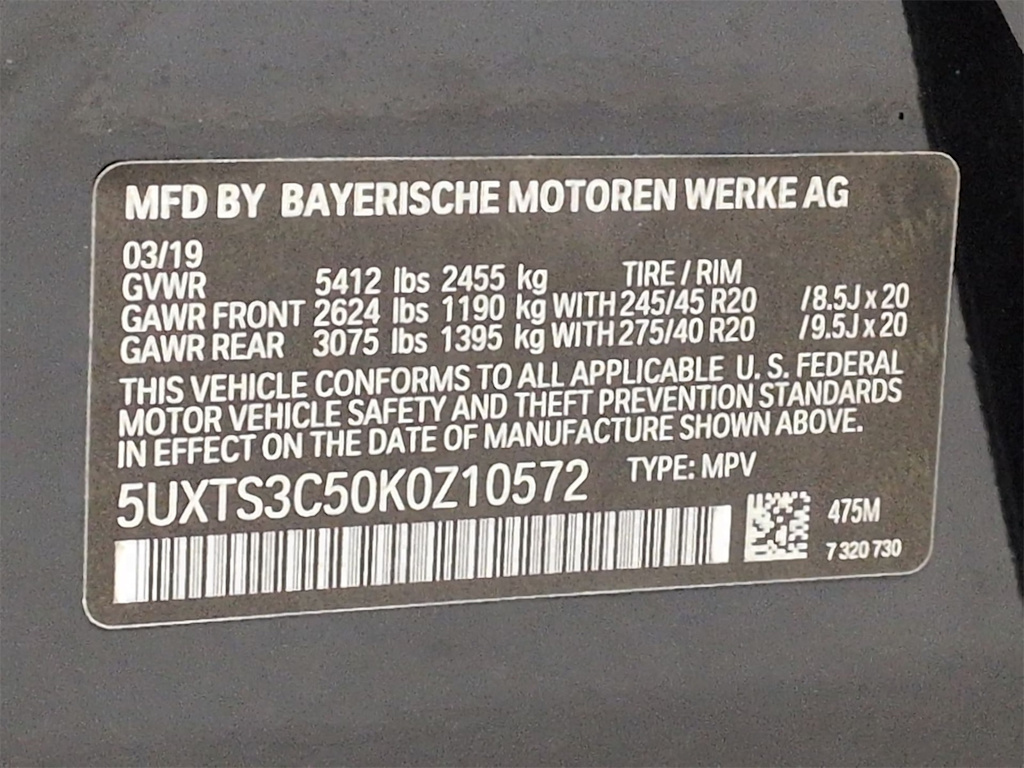 MFD BY BAYERISCHE MOTOREN WERKE AG
03/19
GVWR 5412 lbs 2455 kg TIRE / RIM
GAWR FRONT 2624 lbs 1190 kg WITH 245/45 R20 /8.5J x 20
GAWR REAR 3075 lbs 1395 kg WITH 275/40 R20 /9.5J x 20
THIS VEHICLE CONFORMS TO ALL APPLICABLE U. S. FEDERAL
MOTOR VEHICLE SAFETY AND THEFT PREVENTION STANDARDS
IN EFFECT ON THE DATE OF MANUFACTURE SHOWN ABOVE.
5UXTS3C50K0Z10572 TYPE: MPV
475M
7 320 730